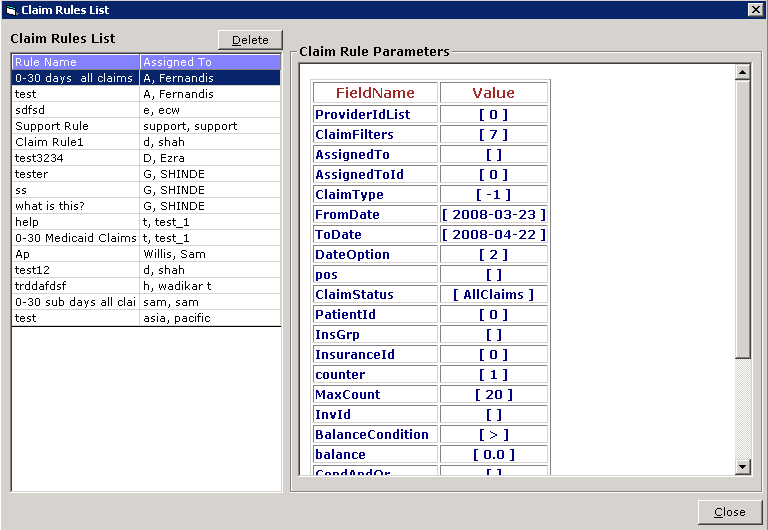 Claim Rules List
Claim Rules List
Delete
Rule Name Assigned To
0-30 days all claims A, Fernandis
test A, Fernandis
sdfsd e, ecw
Support Rule support, support
Claim Rule1 d, shah
test3234 D, Ezra
tester G, SHINDE
ss G, SHINDE
what is this? G, SHINDE
help t, test_1
0-30 Medicaid Claims t, test_1
Ap Willis, Sam
test12 d, shah
trddafdsf h, wadikar t
0-30 sub days all clai sam, sam
test asia, pacific
Claim Rule Parameters
FieldName Value
ProviderIdList [ 0 ]
ClaimFilters [ 7 ]
AssignedTo [ ]
AssignedToId [ 0 ]
ClaimType [ -1 ]
FromDate [ 2008-03-23 ]
ToDate [ 2008-04-22 ]
DateOption [ 2 ]
pos [ ]
ClaimStatus [ AllClaims ]
PatientId [ 0 ]
InsGrp [ ]
InsuranceId [ 0 ]
counter [ 1 ]
MaxCount [ 20 ]
InvId [ ]
BalanceCondition [ > ]
balance [ 0.0 ]
CondAndOr [ ]
Close